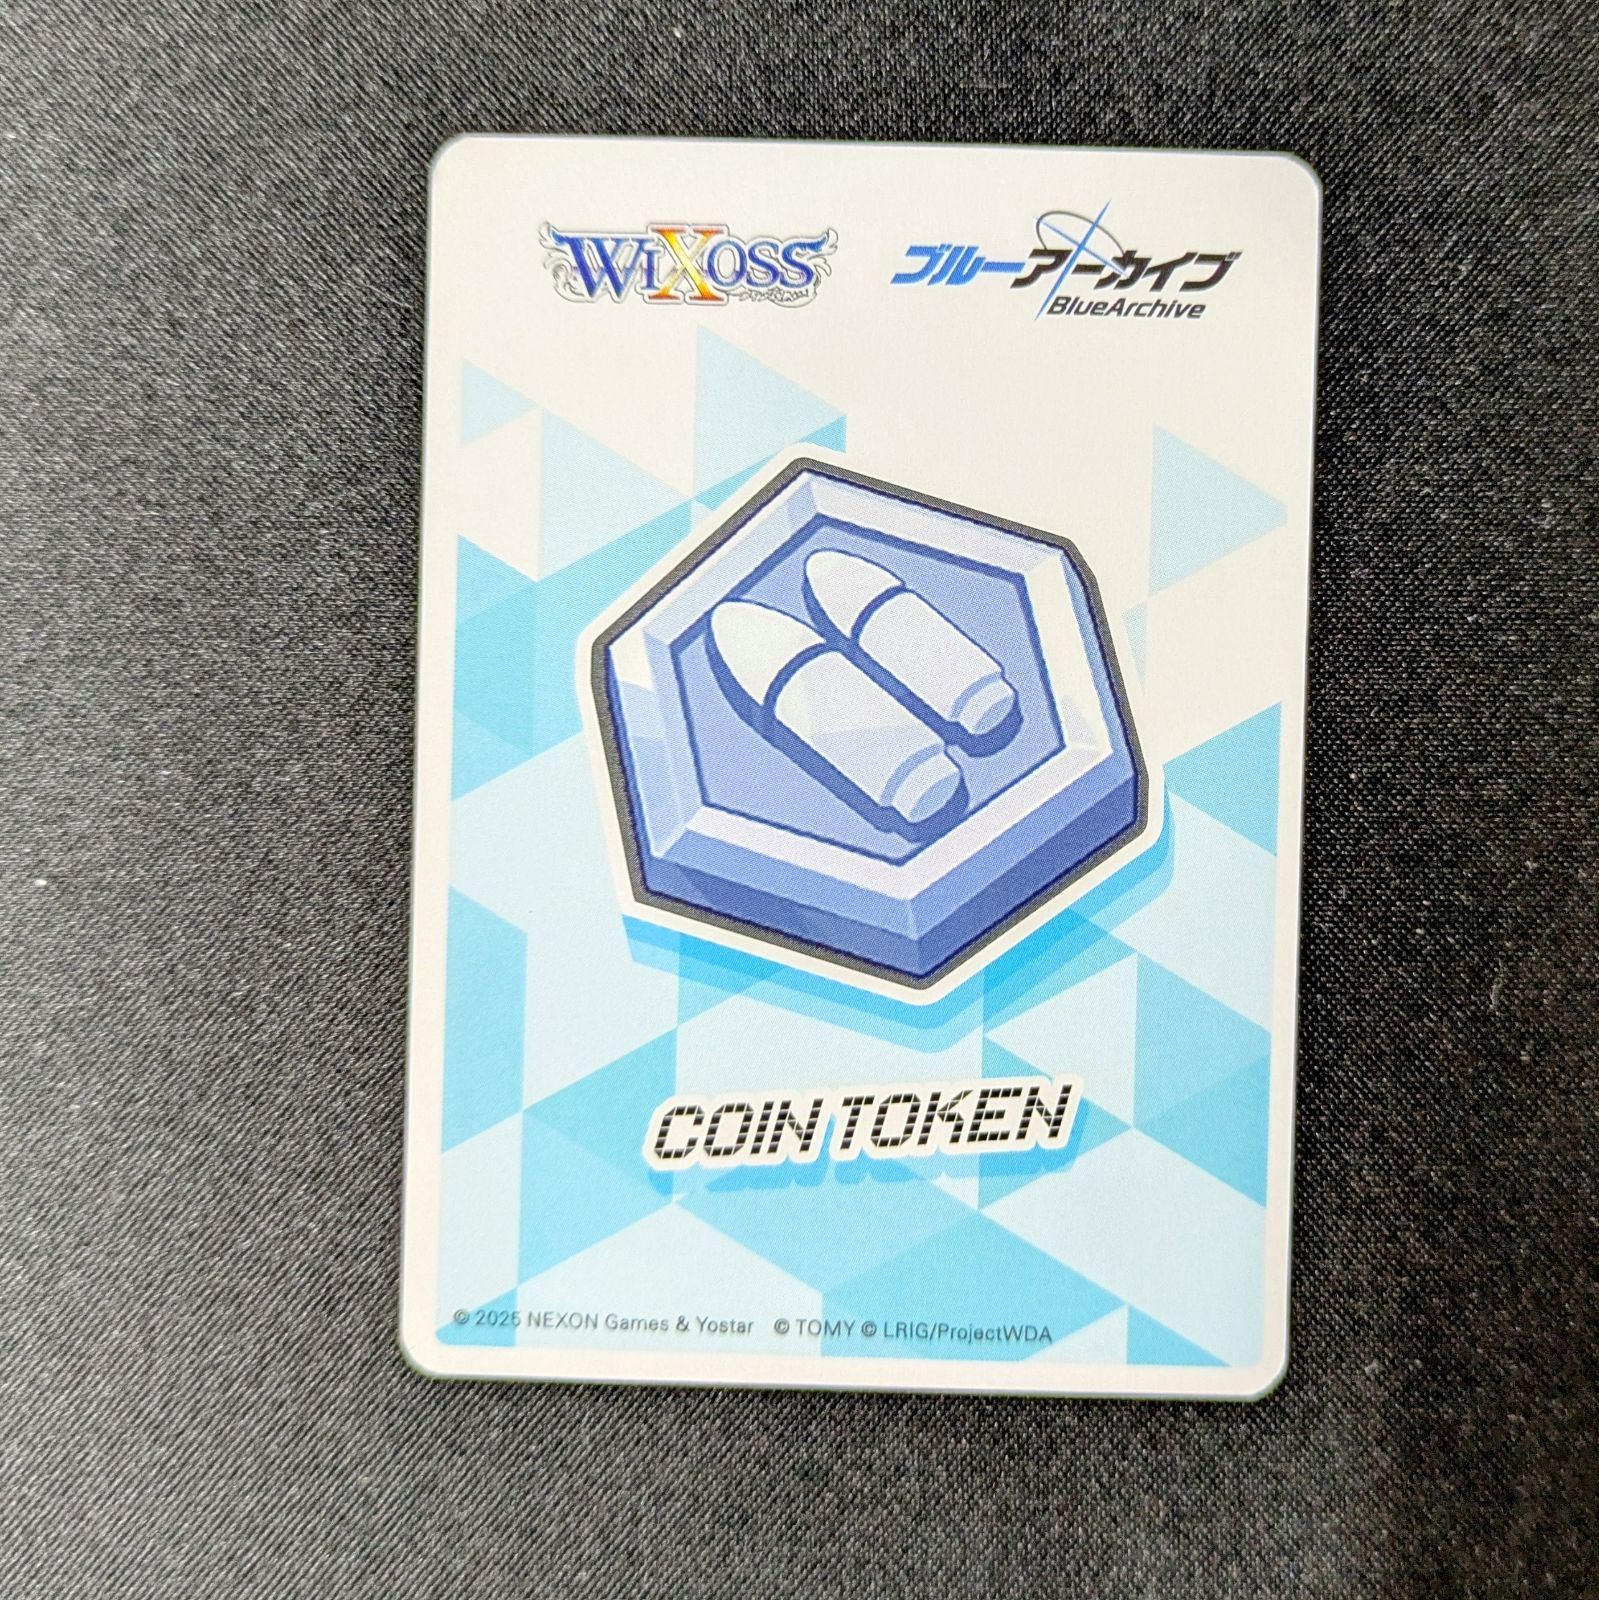 WIXOSS
ブルーアーカイブ
BlueArchive
COIN TOKEN
© 2025 NEXON Games & Yostar © TOMY © LRIG/ProjectWDA